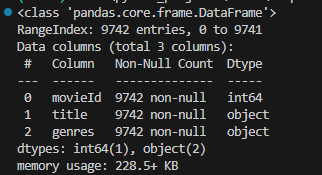 <class 'pandas.core.frame.DataFrame'>
RangeIndex: 9742 entries, 0 to 9741
Data columns (total 3 columns):
 #   Column   Non-Null Count  Dtype
---  ------   --------------  -----
 0   movieId  9742 non-null   int64
 1   title    9742 non-null   object
 2   genres   9742 non-null   object
dtypes: int64(1), object(2)
memory usage: 228.5+ KB